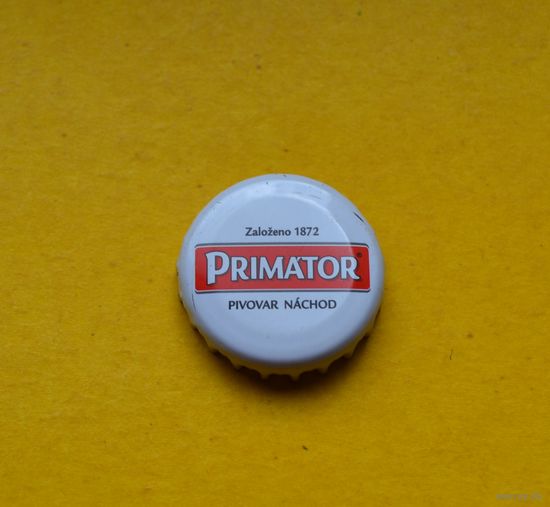 Založeno 1872
PRIMÁTOR®
PIVOVAR NÁCHOD